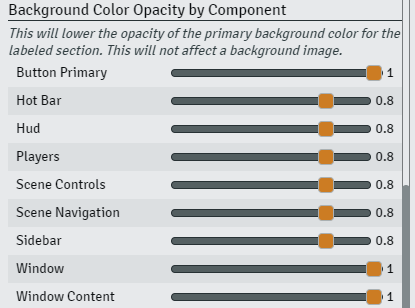 Background Color Opacity by Component
This will lower the opacity of the primary background color for the
labeled section. This will not affect a background image.
Button Primary 1
Hot Bar 0.8
Hud 0.8
Players 0.8
Scene Controls 0.8
Scene Navigation 0.8
Sidebar 0.8
Window 1
Window Content 1